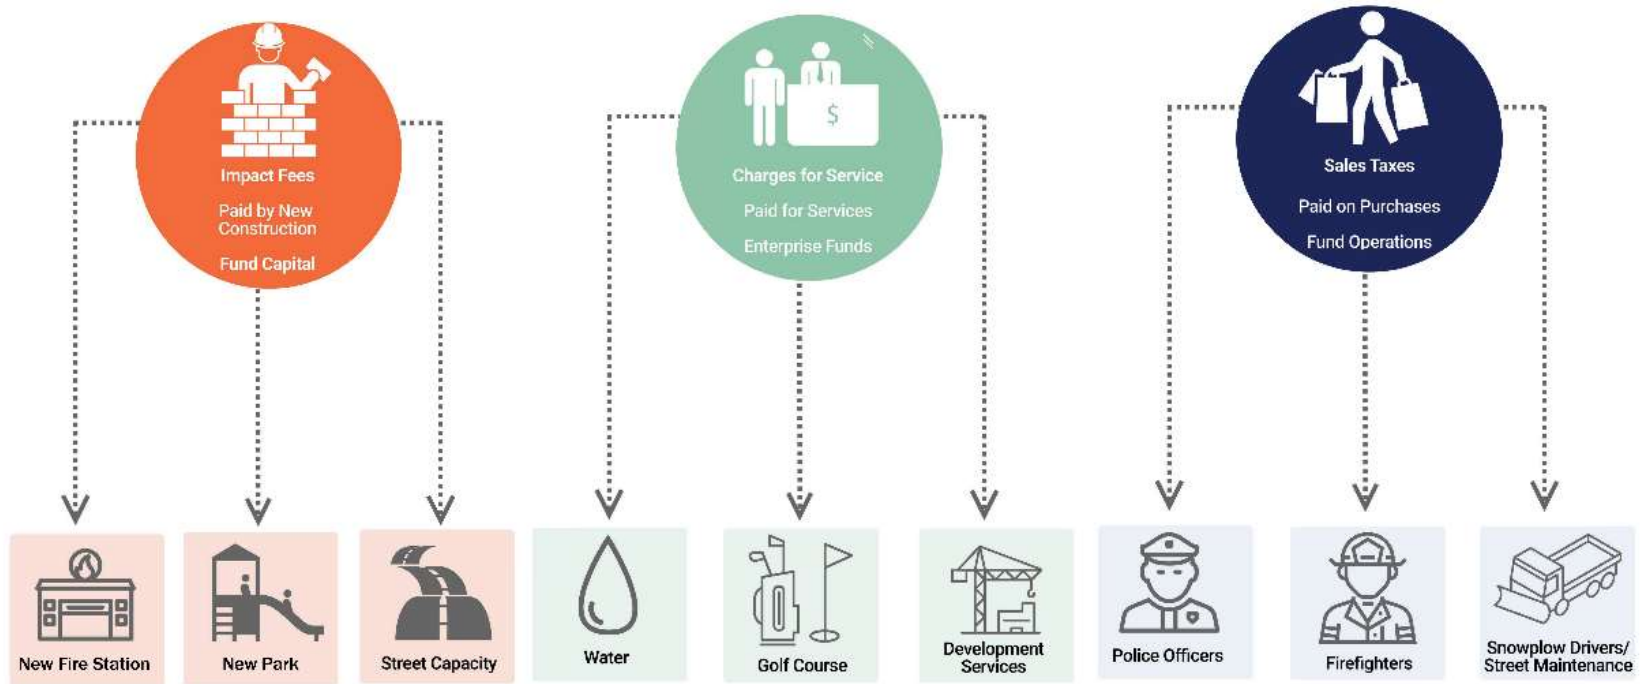 Impact Fees
Paid by New
Construction
Fund Capital
$
Charges for Service
Paid for Services
Enterprise Funds
Sales Taxes
Paid on Purchases
Fund Operations
New Fire Station
New Park
Street Capacity
Water
Golf Course
Development
Services
Police Officers
Firefighters
Snowplow Drivers/
Street Maintenance